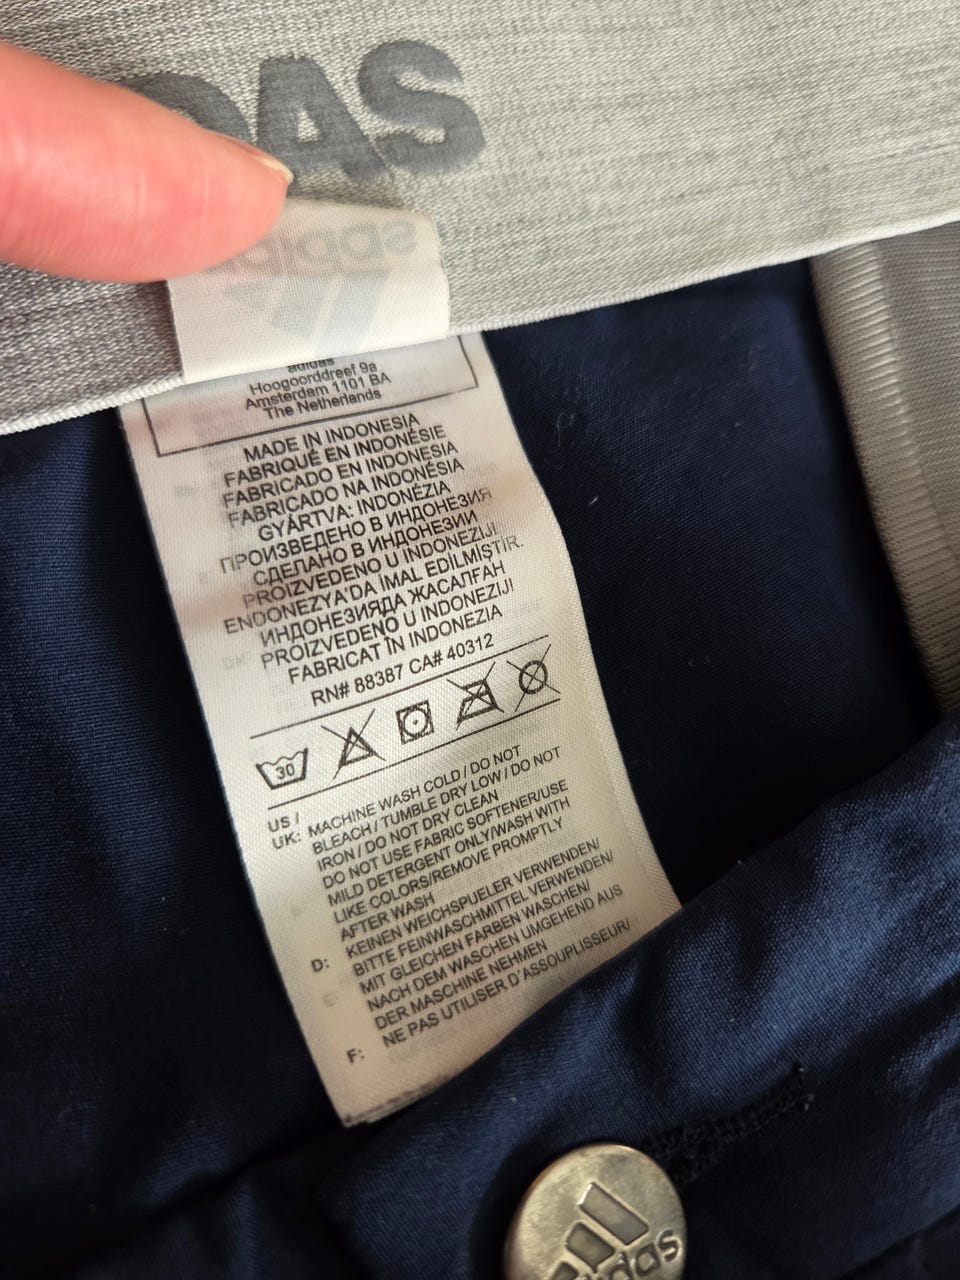 DAS
adidas
adidas
Hoogoorddreef 9a
Amsterdam 1101 BA
The Netherlands
MADE IN INDONESIA
FABRIQUÉ EN INDONÉSIE
FABRICADO EN INDONESIA
FABRICADO NA INDONÉSIA
GYÁRTVA: INDONÉZIA
ПРОИЗВЕДЕНО В ИНДОНЕЗИЯ
СДЕЛАНО В ИНДОНЕЗИИ
PROIZVEDENO U INDONEZIJI
ENDONEZYA'DA İMAL EDİLMİŞTİR.
ИНДОНЕЗИЯДА ЖАСАЛҒАН
PROIZVEDENO U INDONEZIJI
FABRICAT ÎN INDONEZIA
RN# 88387 CA# 40312
30
US /
UK: MACHINE WASH COLD / DO NOT
BLEACH / TUMBLE DRY LOW / DO NOT
IRON / DO NOT DRY CLEAN
DO NOT USE FABRIC SOFTENER/USE
MILD DETERGENT ONLY/WASH WITH
LIKE COLORS/REMOVE PROMPTLY
AFTER WASH
D: KEINEN WEICHSPUELER VERWENDEN/
BITTE FEINWASCHMITTEL VERWENDEN/
MIT GLEICHEN FARBEN WASCHEN/
NACH DEM WASCHEN UMGEHEND AUS
DER MASCHINE NEHMEN
F: NE PAS UTILISER D'ASSOUPLISSEUR/
adidas